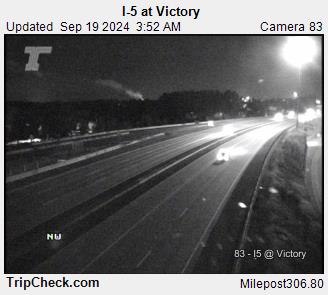 I-5 at Victory
Updated Sep 19 2024 3:52 AM Camera 83
T
NW
83 - I5 @ Victory
TripCheck.com Milepost306.80